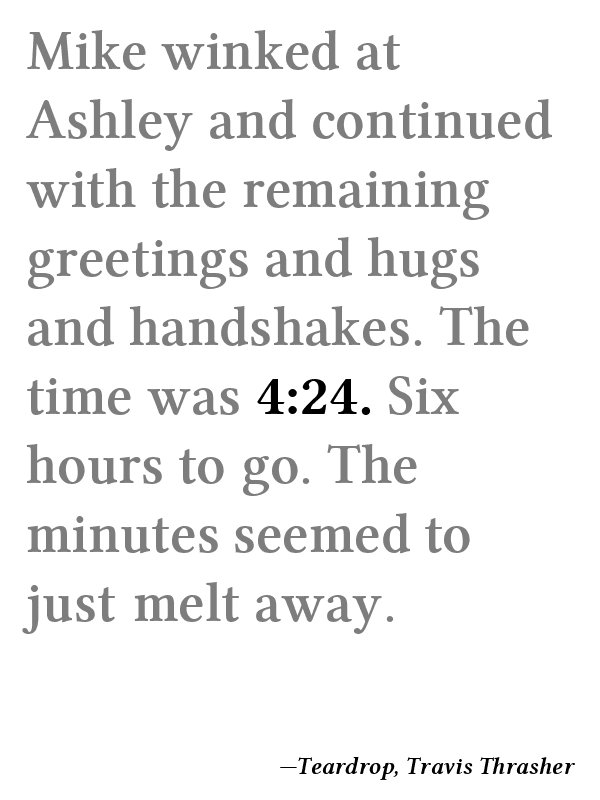 Mike winked at
Ashley and continued
with the remaining
greetings and hugs
and handshakes. The
time was 4:24. Six
hours to go. The
minutes seemed to
just melt away.
—Teardrop, Travis Thrasher